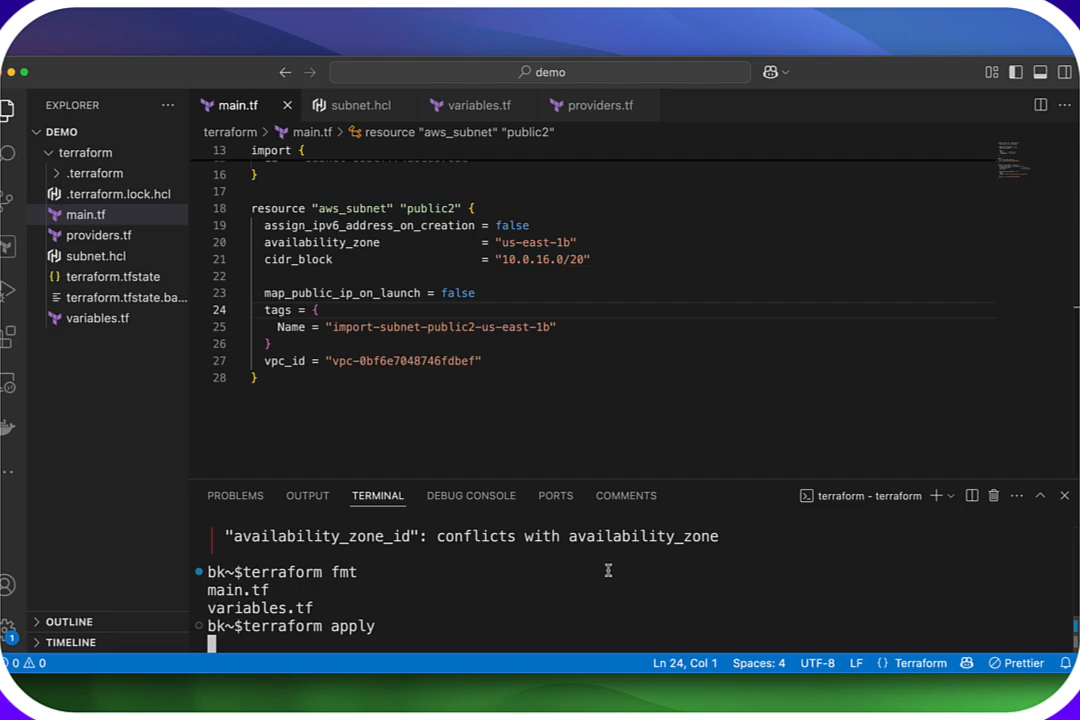 demo
EXPLORER
main.tf
subnet.hcl
variables.tf
providers.tf
DEMO
terraform
.terraform
.terraform.lock.hcl
main.tf
providers.tf
subnet.hcl
{} terraform.tfstate
terraform.tfstate.ba...
variables.tf
OUTLINE
TIMELINE
terraform > main.tf > resource "aws_subnet" "public2"
13 import {
16 }
17
18 resource "aws_subnet" "public2" {
19 assign_ipv6_address_on_creation = false
20 availability_zone = "us-east-1b"
21 cidr_block = "10.0.16.0/20"
22
23 map_public_ip_on_launch = false
24 tags = {
25 Name = "import-subnet-public2-us-east-1b"
26 }
27 vpc_id = "vpc-0bf6e7048746fdbef"
28 }
PROBLEMS OUTPUT TERMINAL DEBUG CONSOLE PORTS COMMENTS
terraform - terraform
"availability_zone_id": conflicts with availability_zone
bk~$terraform fmt
main.tf
variables.tf
bk~$terraform apply
1
0 0 Ln 24, Col 1 Spaces: 4 UTF-8 LF {} Terraform Prettier